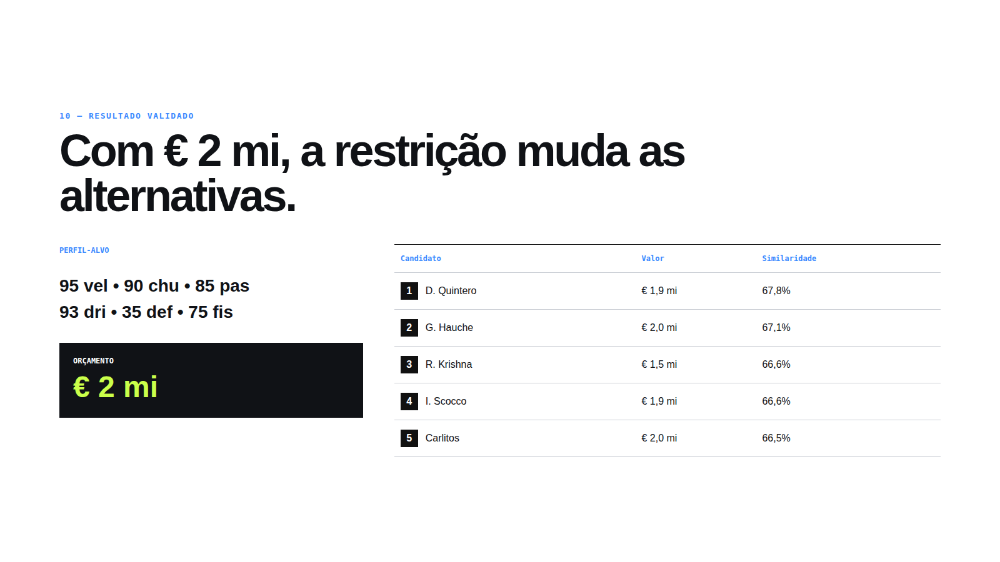 10 — RESULTADO VALIDADO
Com € 2 mi, a restrição muda as
alternativas.
PERFIL-ALVO
95 vel • 90 chu • 85 pas
93 dri • 35 def • 75 fis
ORÇAMENTO
€ 2 mi
Candidato Valor Similaridade
1 D. Quintero € 1,9 mi 67,8%
2 G. Hauche € 2,0 mi 67,1%
3 R. Krishna € 1,5 mi 66,6%
4 I. Scocco € 1,9 mi 66,6%
5 Carlitos € 2,0 mi 66,5%